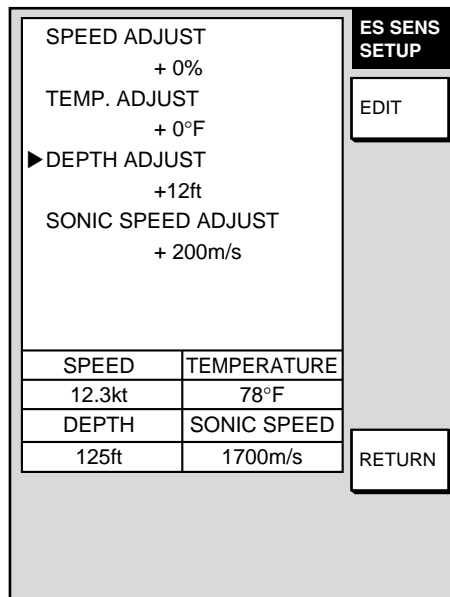 ES SENS
SETUP
SPEED ADJUST
+ 0%
TEMP. ADJUST
+ 0°F
▶DEPTH ADJUST
+12ft
SONIC SPEED ADJUST
+ 200m/s
EDIT
SPEED TEMPERATURE
12.3kt 78°F
DEPTH SONIC SPEED
125ft 1700m/s
RETURN